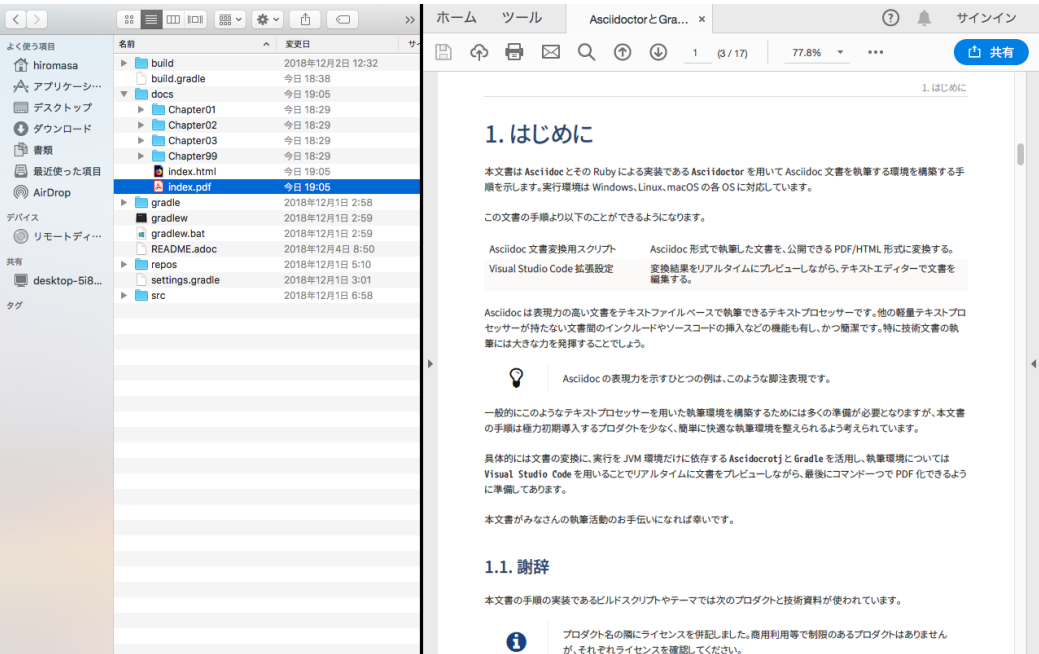 名前
変更日
サイ
よく使う項目
hiromasa
アプリケーシ…
デスクトップ
ダウンロード
書類
最近使った項目
AirDrop
デバイス
リモートディ…
共有
desktop-5i8...
タグ
build 2018年12月2日 12:32
build.gradle 今日 18:38
docs 今日 19:05
Chapter01 今日 18:29
Chapter02 今日 18:29
Chapter03 今日 18:29
Chapter99 今日 18:29
index.html 今日 19:05
index.pdf 今日 19:05
gradle 2018年12月1日 2:58
gradlew 2018年12月1日 2:59
gradlew.bat 2018年12月1日 2:59
README.adoc 2018年12月4日 8:50
repos 2018年12月1日 5:10
settings.gradle 2018年12月1日 3:01
src 2018年12月1日 6:58
ホーム ツール AsciidoctorとGra... × サインイン
1 (3 / 17) 77.8% 共有
1. はじめに
1. はじめに
本文書は Asciidoc とその Ruby による実装である Asciidoctor を用いて Asciidoc 文書を執筆する環境を構築する手
順を示します。実行環境は Windows、Linux、macOS の各 OS に対応しています。
この文書の手順より以下のことができるようになります。
Asciidoc 文書変換用スクリプト Asciidoc 形式で執筆した文書を、公開できる PDF/HTML 形式に変換する。
Visual Studio Code 拡張設定 変換結果をリアルタイムにプレビューしながら、テキストエディターで文書を
編集する。
Asciidoc は表現力の高い文書をテキストファイルベースで執筆できるテキストプロセッサーです。他の軽量テキストプロ
セッサーが持たない文書間のインクルードやソースコードの挿入などの機能も有し、かつ簡潔です。特に技術文書の執
筆には大きな力を発揮することでしょう。
Asciidoc の表現力を示すひとつの例は、このような脚注表現です。
一般的にこのようなテキストプロセッサーを用いた執筆環境を構築するためには多くの準備が必要となりますが、本文書
の手順は極力初期導入するプロダクトを少なく、簡単に快適な執筆環境を整えられるよう考えられています。
具体的には文書の変換に、実行を JVM 環境だけに依存する Ascidocrotj と Gradle を活用し、執筆環境については
Visual Studio Code を用いることでリアルタイムに文書をプレビューしながら、最後にコマンド一つで PDF 化できるよう
に準備してあります。
本文書がみなさんの執筆活動のお手伝いになれば幸いです。
1.1. 謝辞
本文書の手順の実装であるビルドスクリプトやテーマでは次のプロダクトと技術資料が使われています。
プロダクト名の隣にライセンスを併記しました。商用利用等で制限のあるプロダクトはありません
が、それぞれライセンスを確認してください。